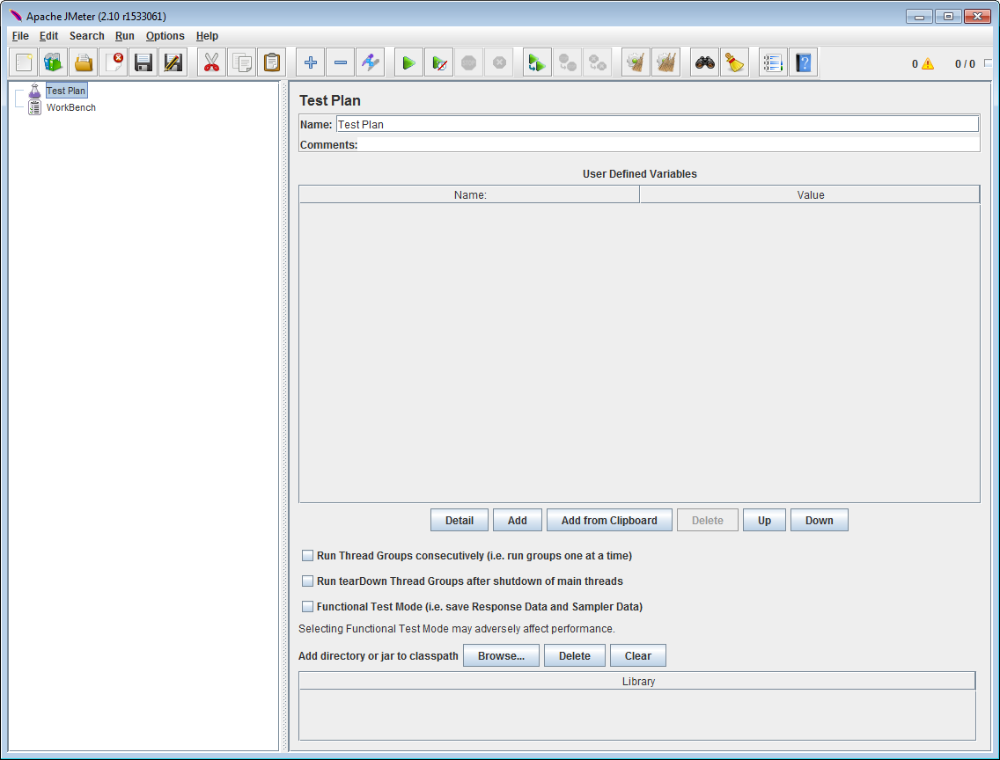 Apache JMeter (2.10 r1533061)
File Edit Search Run Options Help
0 0 / 0
Test Plan
WorkBench
Test Plan
Name: Test Plan
Comments:
User Defined Variables
Name: Value
Detail Add Add from Clipboard Delete Up Down
Run Thread Groups consecutively (i.e. run groups one at a time)
Run tearDown Thread Groups after shutdown of main threads
Functional Test Mode (i.e. save Response Data and Sampler Data)
Selecting Functional Test Mode may adversely affect performance.
Add directory or jar to classpath Browse... Delete Clear
Library